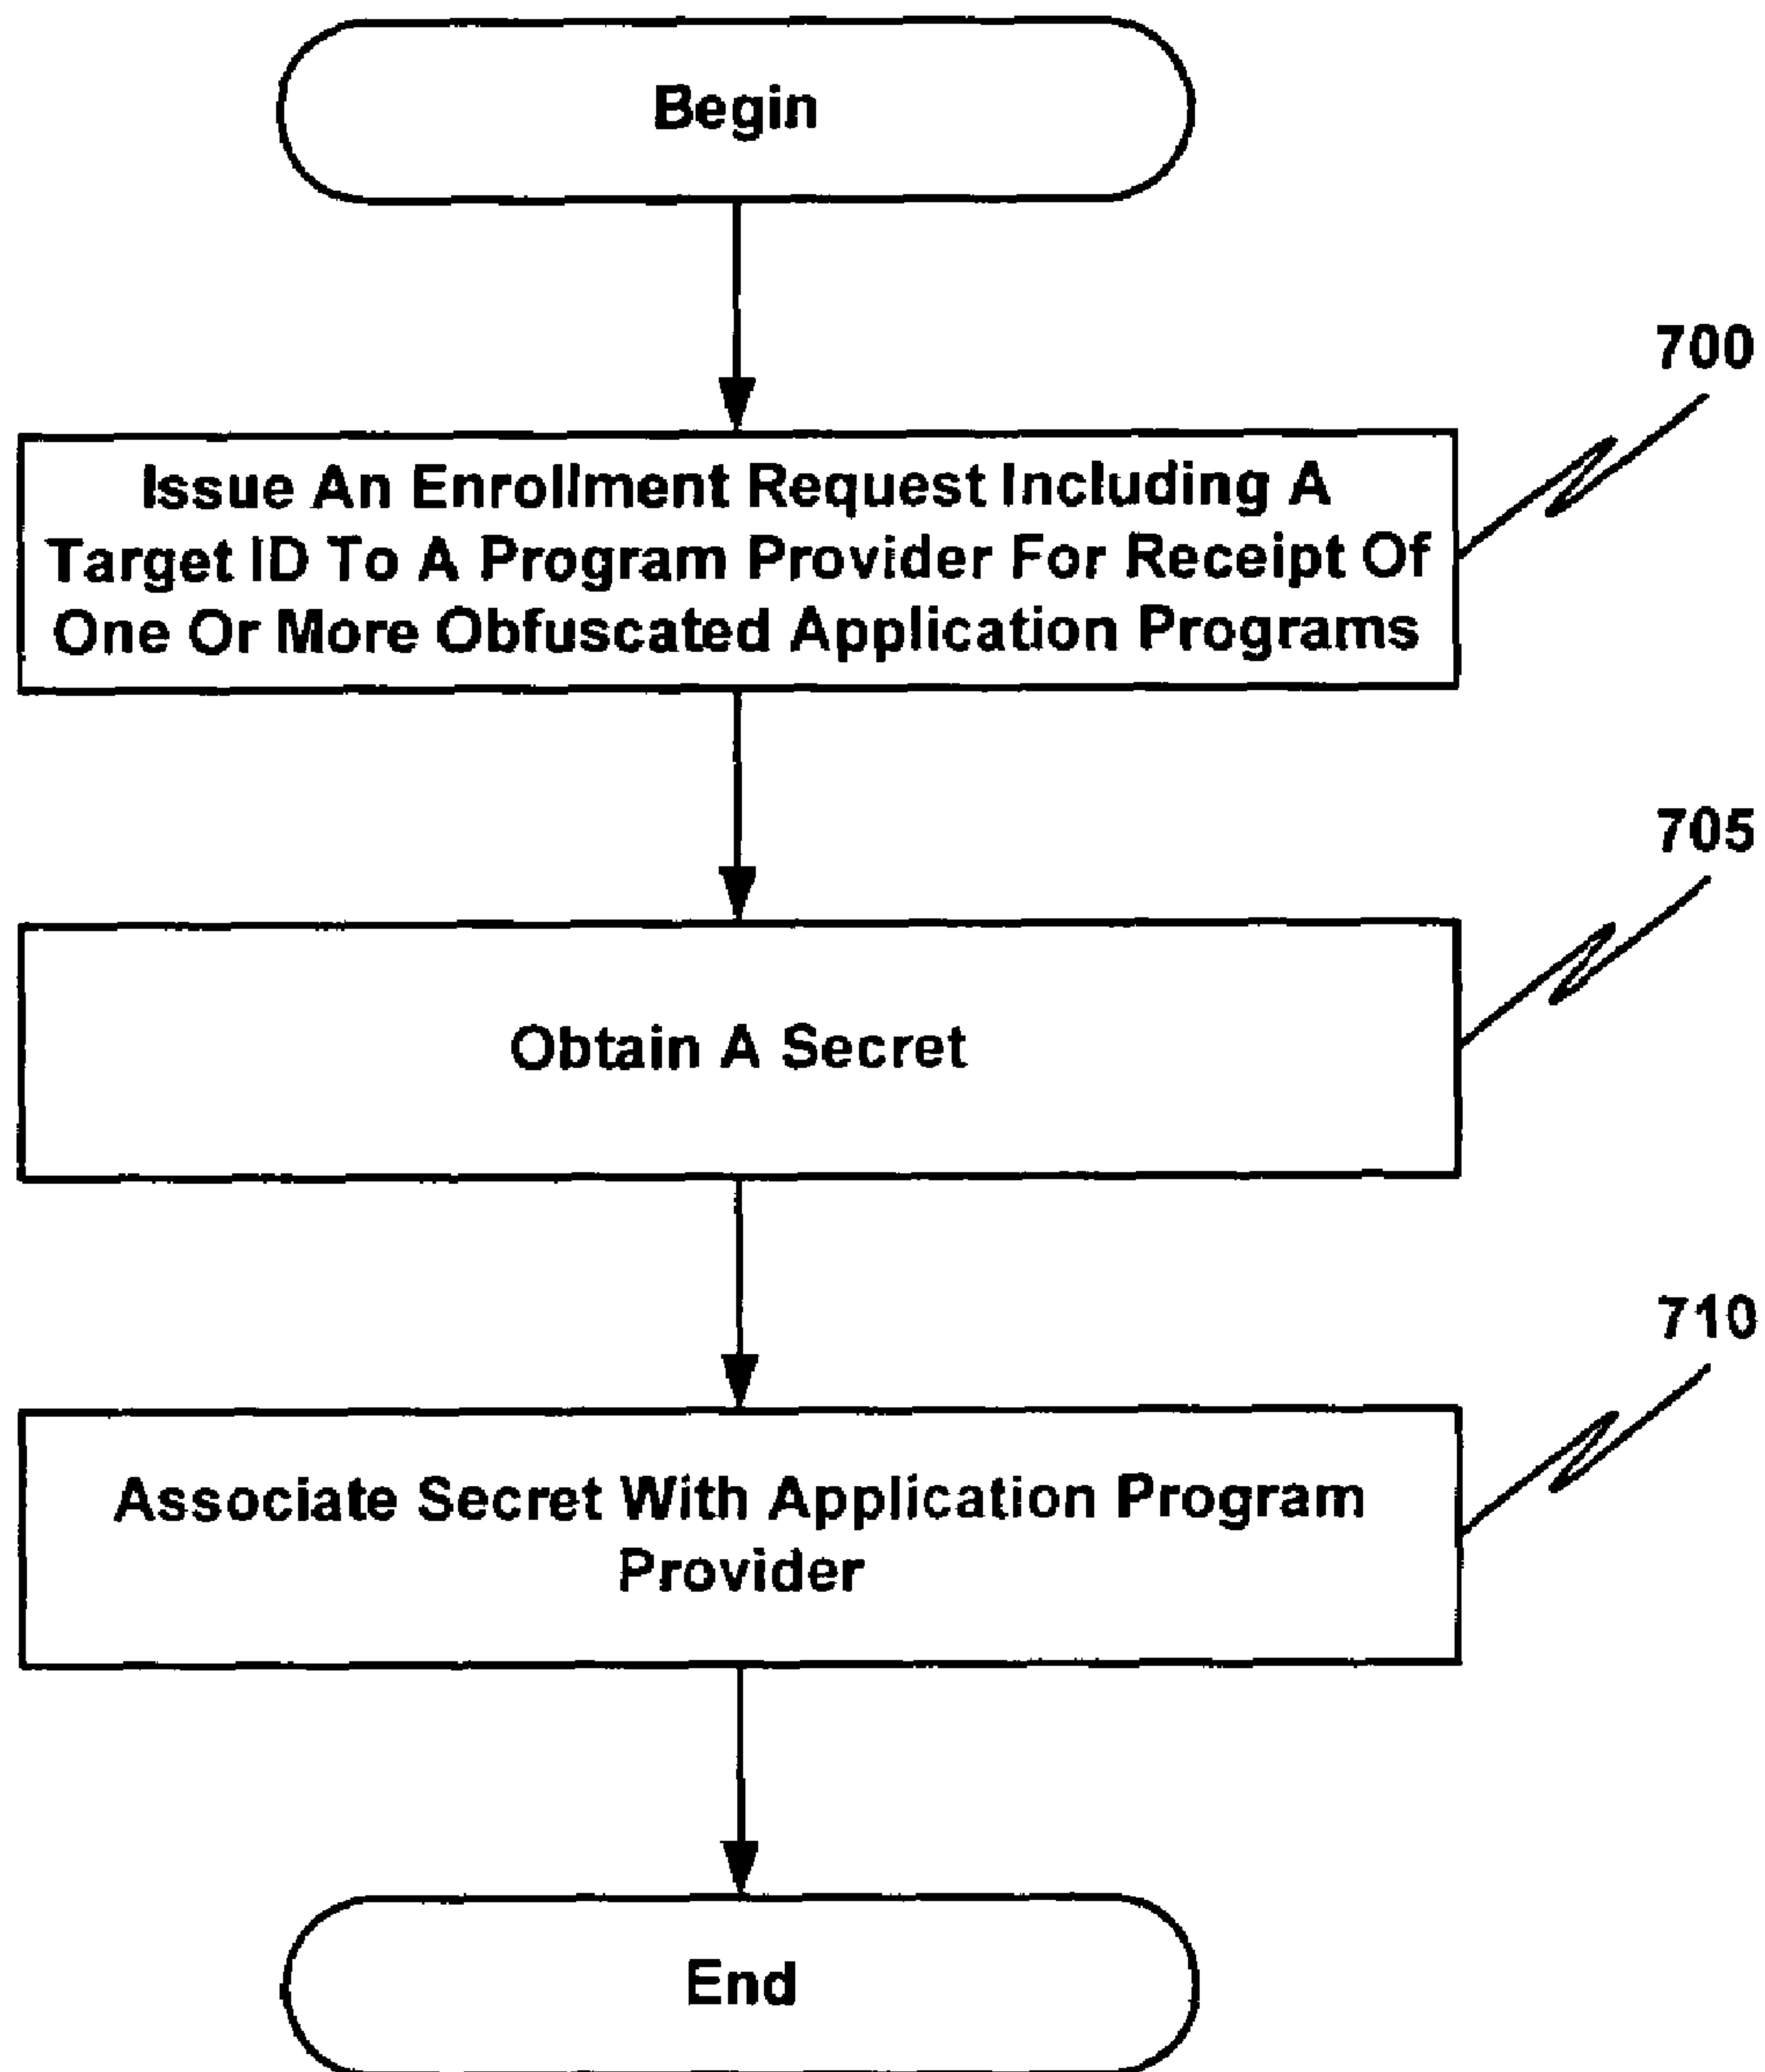 Begin
700
Issue An Enrollment Request Including A
Target ID To A Program Provider For Receipt Of
One Or More Obfuscated Application Programs
705
Obtain A Secret
710
Associate Secret With Application Program
Provider
End